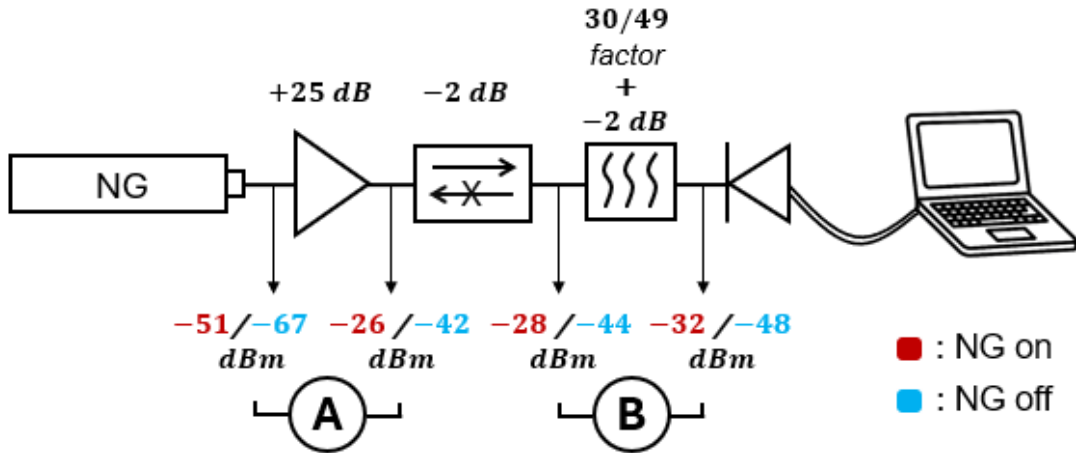 30/49
factor
+
+25 dB
−2 dB
−2 dB
NG
X
−51/−67
dBm
−26/−42
dBm
−28/−44
dBm
−32/−48
dBm
A
B
: NG on
: NG off